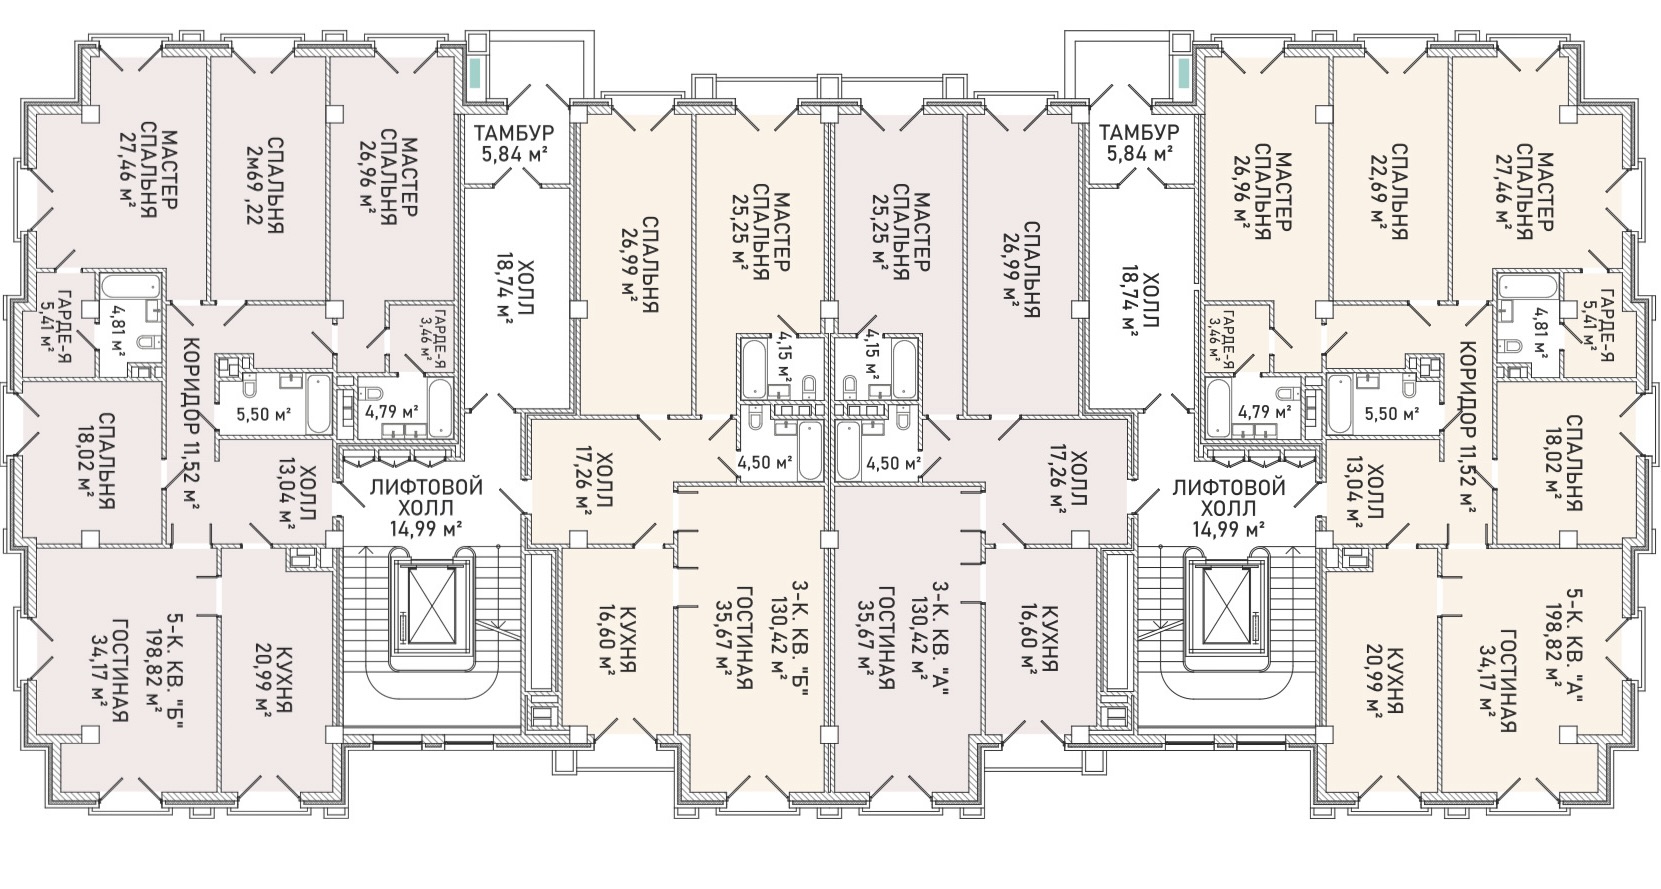 МАСТЕР
СПАЛЬНЯ
27,46 м²
СПАЛЬНЯ
2м69 ,22
МАСТЕР
СПАЛЬНЯ
26,96 м²
ТАМБУР
5,84 м²
ХОЛЛ
18,74 м²
СПАЛЬНЯ
26,99 м²
МАСТЕР
СПАЛЬНЯ
25,25 м²
МАСТЕР
СПАЛЬНЯ
25,25 м²
СПАЛЬНЯ
26,99 м²
ТАМБУР
5,84 м²
ХОЛЛ
18,74 м²
МАСТЕР
СПАЛЬНЯ
26,96 м²
СПАЛЬНЯ
22,69 м²
МАСТЕР
СПАЛЬНЯ
27,46 м²
ГАРДЕ-Я
5,41 м²
4,81 м²
КОРИДОР 11,52 м²
ГАРДЕ-Я
3,46 м²
5,50 м²
4,79 м²
4,15 м²
4,15 м²
ГАРДЕ-Я
3,46 м²
4,79 м²
5,50 м²
КОРИДОР 11,52 м²
4,81 м²
ГАРДЕ-Я
5,41 м²
СПАЛЬНЯ
18,02 м²
ХОЛЛ
13,04 м²
ЛИФТОВОЙ
ХОЛЛ
14,99 м²
ХОЛЛ
17,26 м²
4,50 м²
4,50 м²
ХОЛЛ
17,26 м²
ЛИФТОВОЙ
ХОЛЛ
14,99 м²
ХОЛЛ
13,04 м²
СПАЛЬНЯ
18,02 м²
5-К. КВ. "Б"
198,82 м²
ГОСТИНАЯ
34,17 м²
КУХНЯ
20,99 м²
КУХНЯ
16,60 м²
3-К. КВ. "Б"
130,42 м²
ГОСТИНАЯ
35,67 м²
3-К. КВ. "А"
130,42 м²
ГОСТИНАЯ
35,67 м²
КУХНЯ
16,60 м²
КУХНЯ
20,99 м²
5-К. КВ. "А"
198,82 м²
ГОСТИНАЯ
34,17 м²